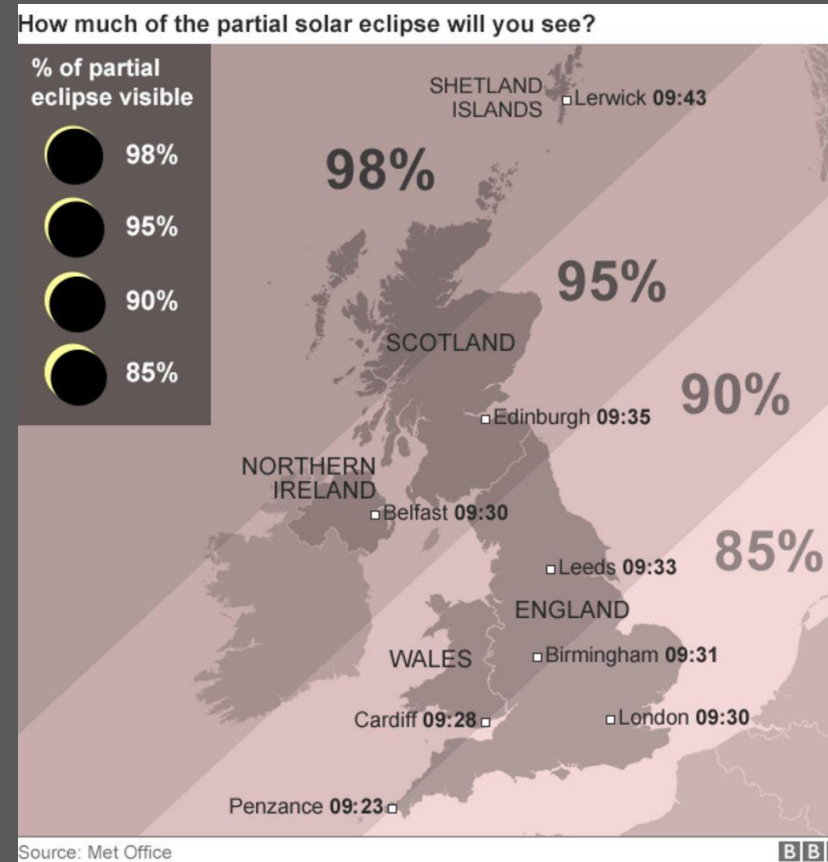 How much of the partial solar eclipse will you see?
% of partial
eclipse visible
98%
95%
90%
85%
SHETLAND
ISLANDS
Lerwick 09:43
98%
95%
SCOTLAND
90%
Edinburgh 09:35
NORTHERN
IRELAND
Belfast 09:30
85%
Leeds 09:33
ENGLAND
WALES
Birmingham 09:31
Cardiff 09:28
London 09:30
Penzance 09:23
Source: Met Office
BB